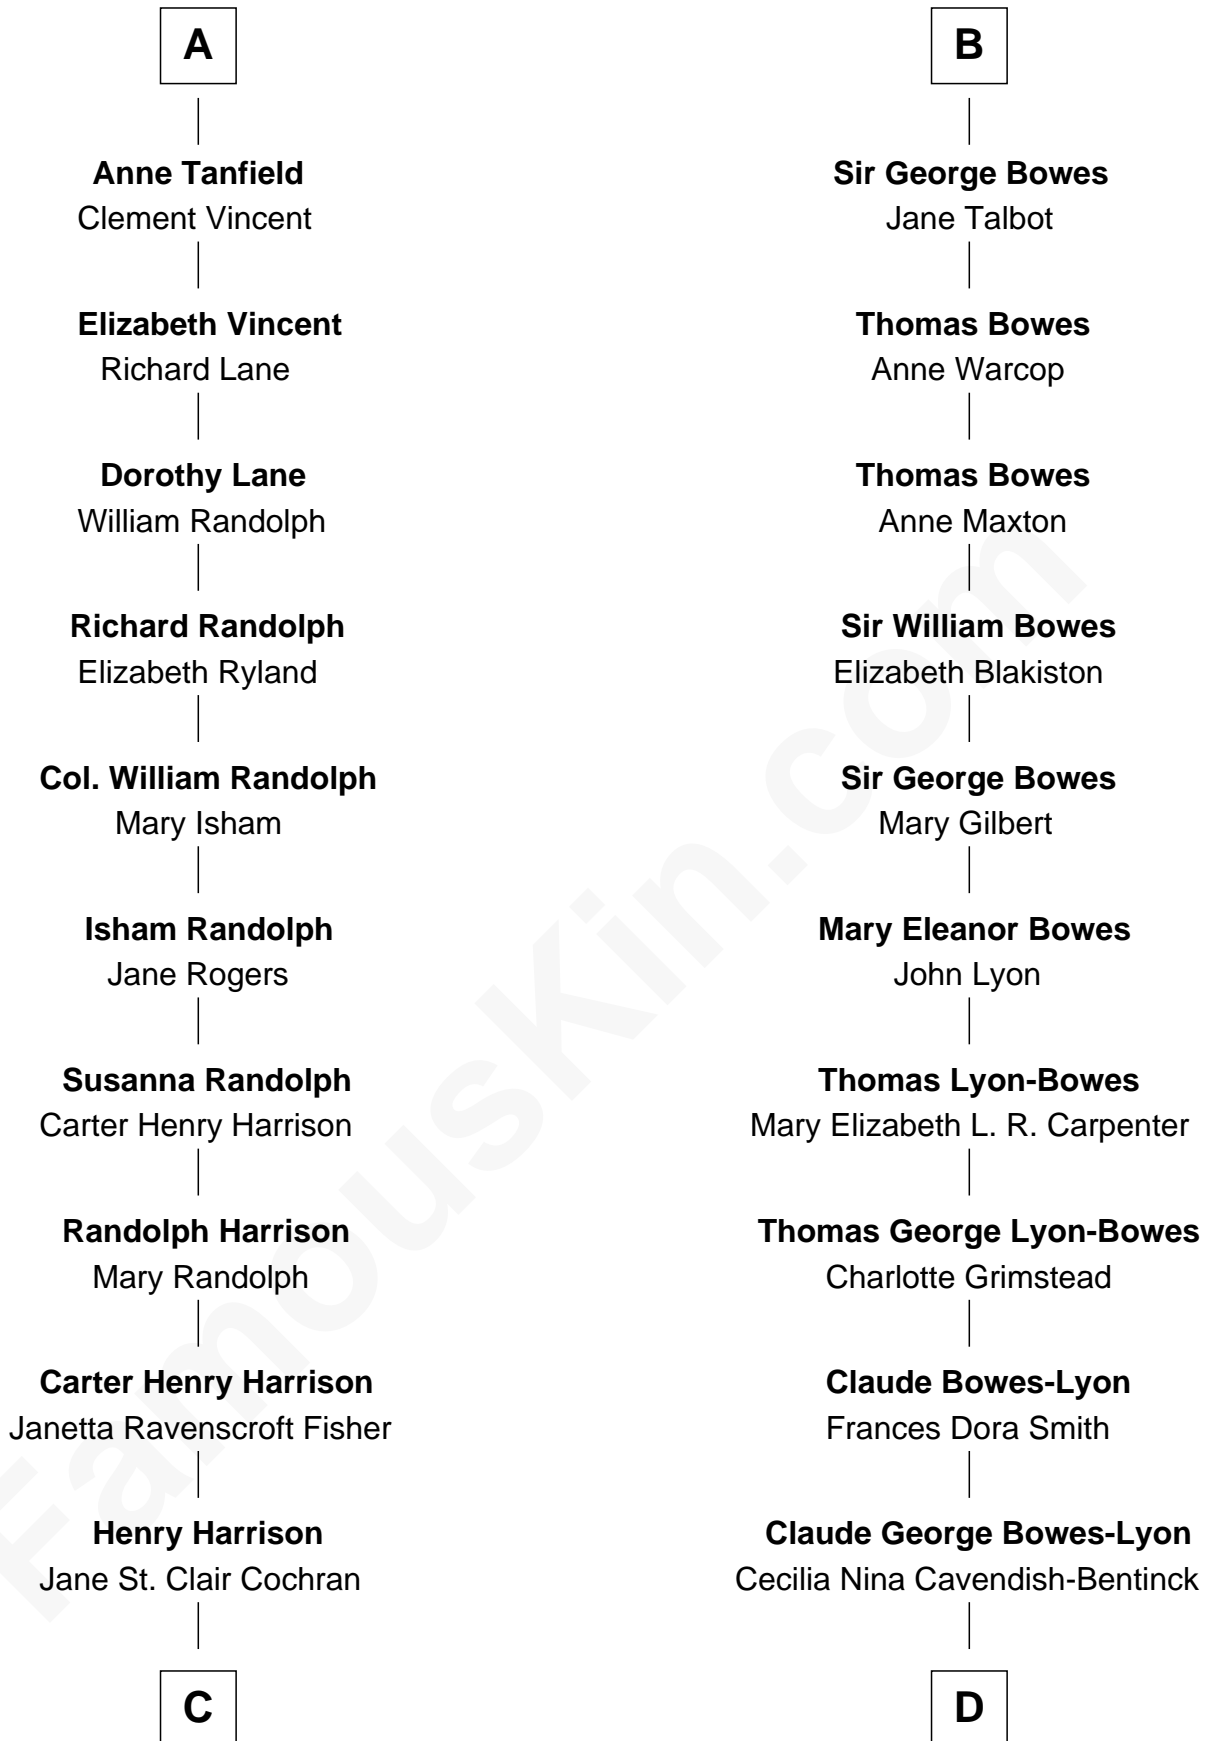 A
Anne Tanfield
Clement Vincent
Elizabeth Vincent
Richard Lane
Dorothy Lane
William Randolph
Richard Randolph
Elizabeth Ryland
Col. William Randolph
Mary Isham
Isham Randolph
Jane Rogers
Susanna Randolph
Carter Henry Harrison
Randolph Harrison
Mary Randolph
Carter Henry Harrison
Janetta Ravenscroft Fisher
Henry Harrison
Jane St. Clair Cochran
C
B
Sir George Bowes
Jane Talbot
Thomas Bowes
Anne Warcop
Thomas Bowes
Anne Maxton
Sir William Bowes
Elizabeth Blakiston
Sir George Bowes
Mary Gilbert
Mary Eleanor Bowes
John Lyon
Thomas Lyon-Bowes
Mary Elizabeth L. R. Carpenter
Thomas George Lyon-Bowes
Charlotte Grimstead
Claude Bowes-Lyon
Frances Dora Smith
Claude George Bowes-Lyon
Cecilia Nina Cavendish-Bentinck
D
FamousKin.com